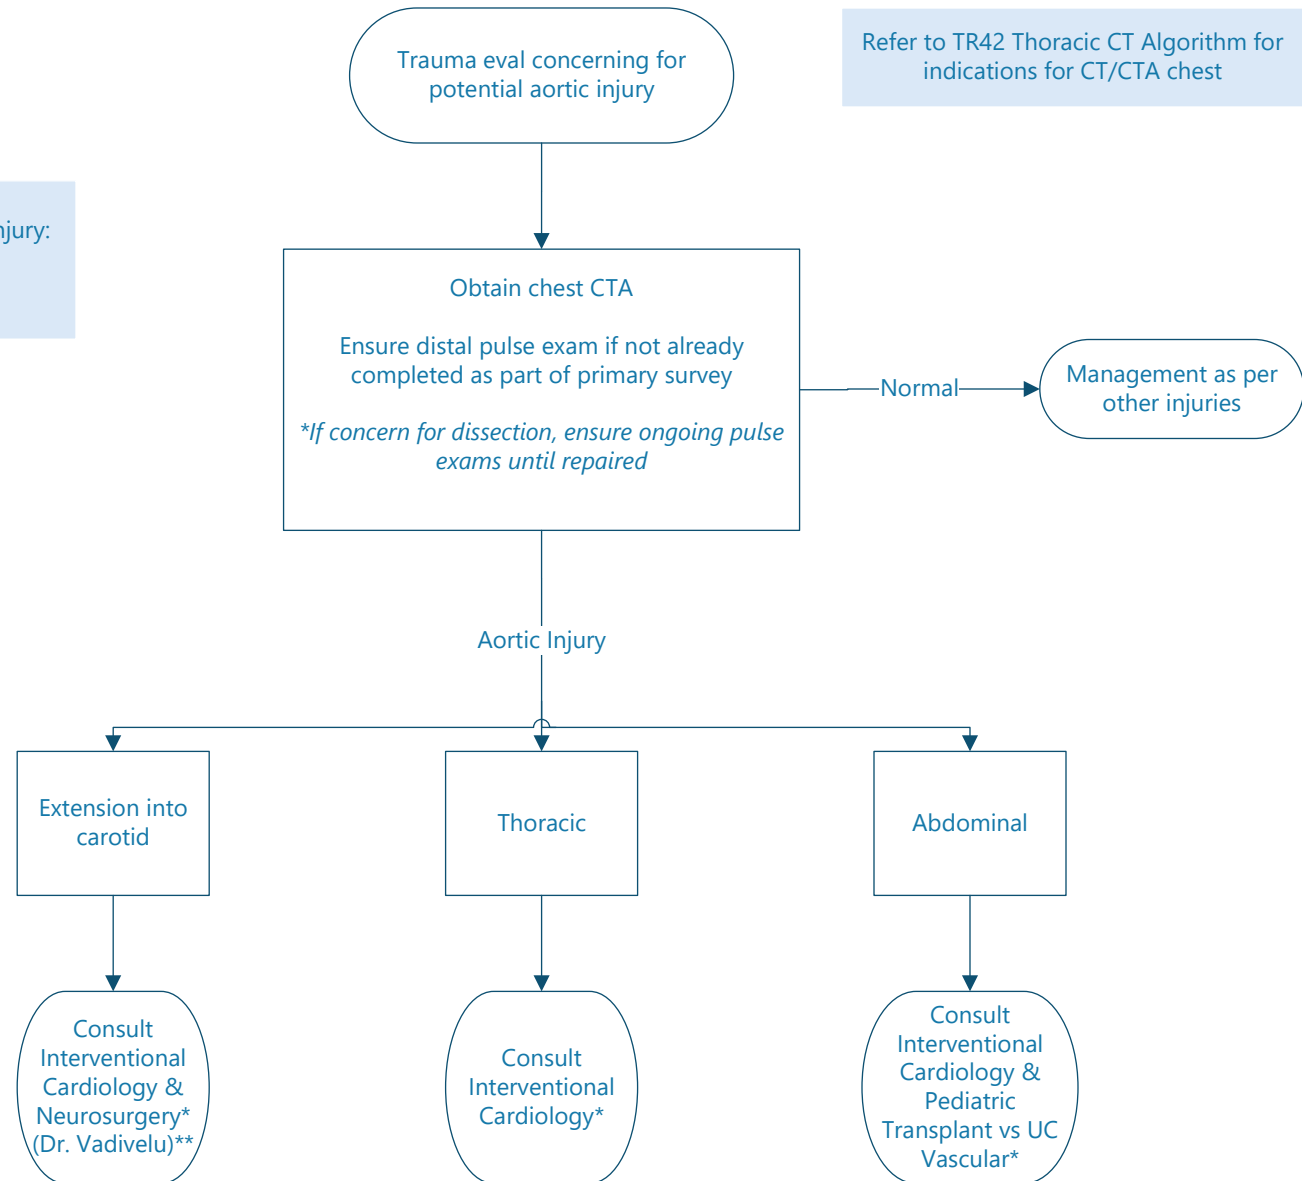 Trauma eval concerning for
potential aortic injury
Refer to TR42 Thoracic CT Algorithm for
indications for CT/CTA chest
Obtain chest CTA
Ensure distal pulse exam if not already
completed as part of primary survey
*If concern for dissection, ensure ongoing pulse
exams until repaired
Normal
Management as per
other injuries
Aortic Injury
Extension into
carotid
Thoracic
Abdominal
Consult
Interventional
Cardiology &
Neurosurgery*
(Dr. Vadivelu)**
Consult
Interventional
Cardiology*
Consult
Interventional
Cardiology &
Pediatric
Transplant vs UC
Vascular*